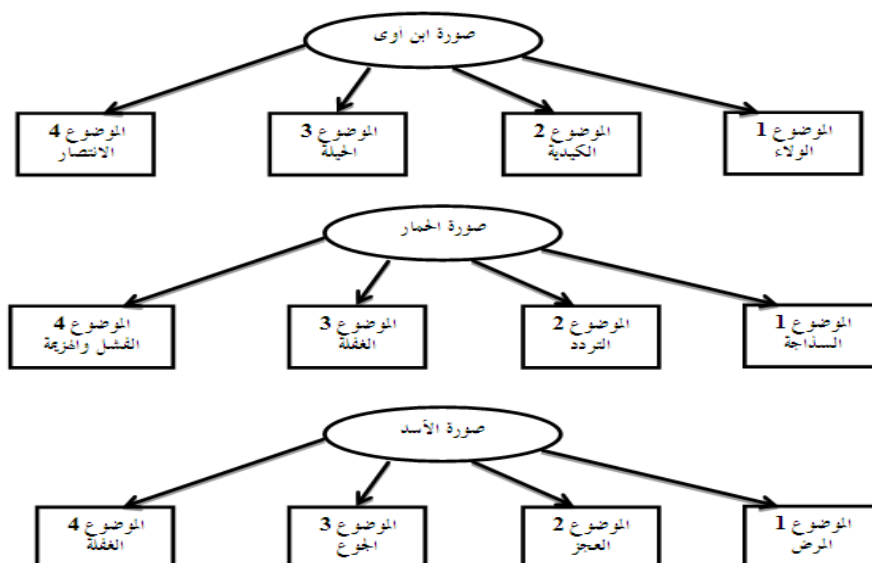 صورة ابن آوى
الموضوع 1
الولاء
الموضوع 2
الكيدية
الموضوع 3
الحيلة
الموضوع 4
الانتصار
صورة الحمار
الموضوع 1
السذاجة
الموضوع 2
التردد
الموضوع 3
الغفلة
الموضوع 4
الفشل والهزيمة
صورة الأسد
الموضوع 1
المرض
الموضوع 2
العجز
الموضوع 3
الجوع
الموضوع 4
الغفلة